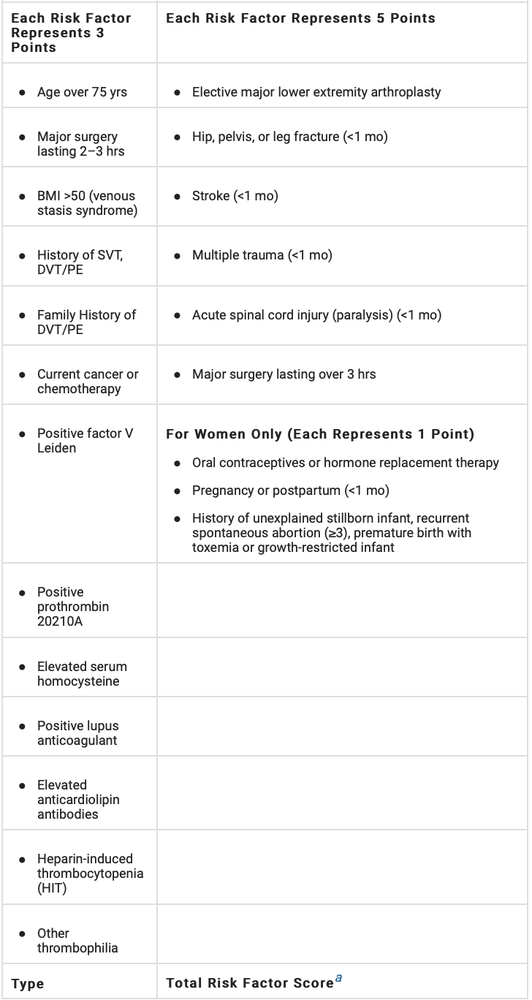 Each Risk Factor
Represents 3
Points
Each Risk Factor Represents 5 Points
● Age over 75 yrs
● Elective major lower extremity arthroplasty
● Major surgery
lasting 2–3 hrs
● Hip, pelvis, or leg fracture (<1 mo)
● BMI >50 (venous
stasis syndrome)
● Stroke (<1 mo)
● History of SVT,
DVT/PE
● Multiple trauma (<1 mo)
● Family History of
DVT/PE
● Acute spinal cord injury (paralysis) (<1 mo)
● Current cancer or
chemotherapy
● Major surgery lasting over 3 hrs
● Positive factor V
Leiden
For Women Only (Each Represents 1 Point)
● Oral contraceptives or hormone replacement therapy
● Pregnancy or postpartum (<1 mo)
● History of unexplained stillborn infant, recurrent
spontaneous abortion (≥3), premature birth with
toxemia or growth-restricted infant
● Positive
prothrombin
20210A
● Elevated serum
homocysteine
● Positive lupus
anticoagulant
● Elevated
anticardiolipin
antibodies
● Heparin-induced
thrombocytopenia
(HIT)
● Other
thrombophilia
Type
Total Risk Factor Score a